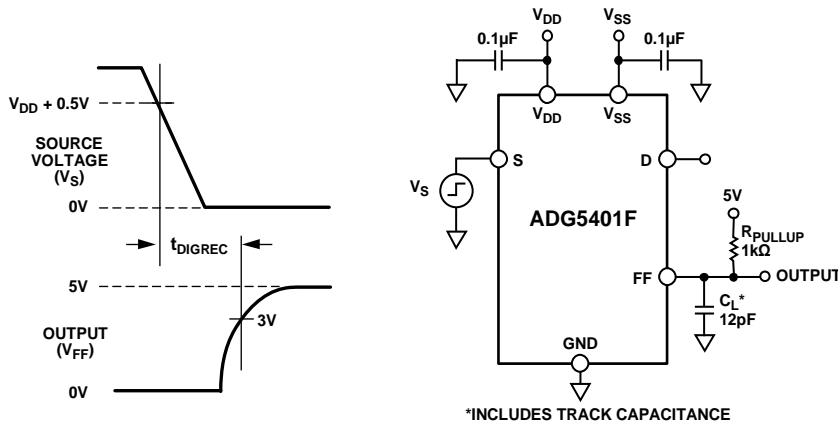 V_DD + 0.5V
SOURCE
VOLTAGE
(V_S)
0V
t_DIGREC
5V
OUTPUT
(V_FF)
3V
0V
V_DD
V_SS
0.1µF
0.1µF
V_DD
V_SS
S
D
V_S
ADG5401F
5V
R_PULLUP
1kΩ
FF
OUTPUT
C_L*
12pF
GND
*INCLUDES TRACK CAPACITANCE